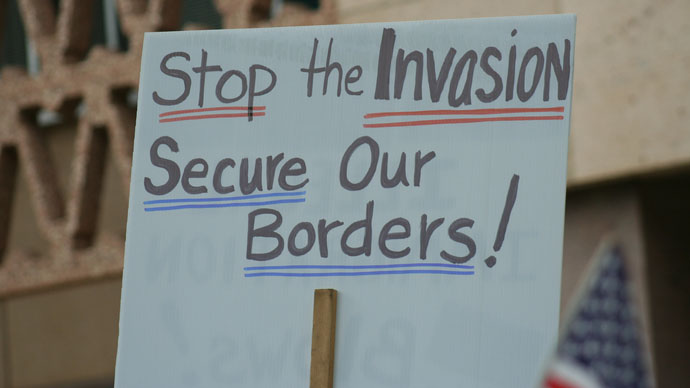 Stop the Invasion
Secure Our
Borders!